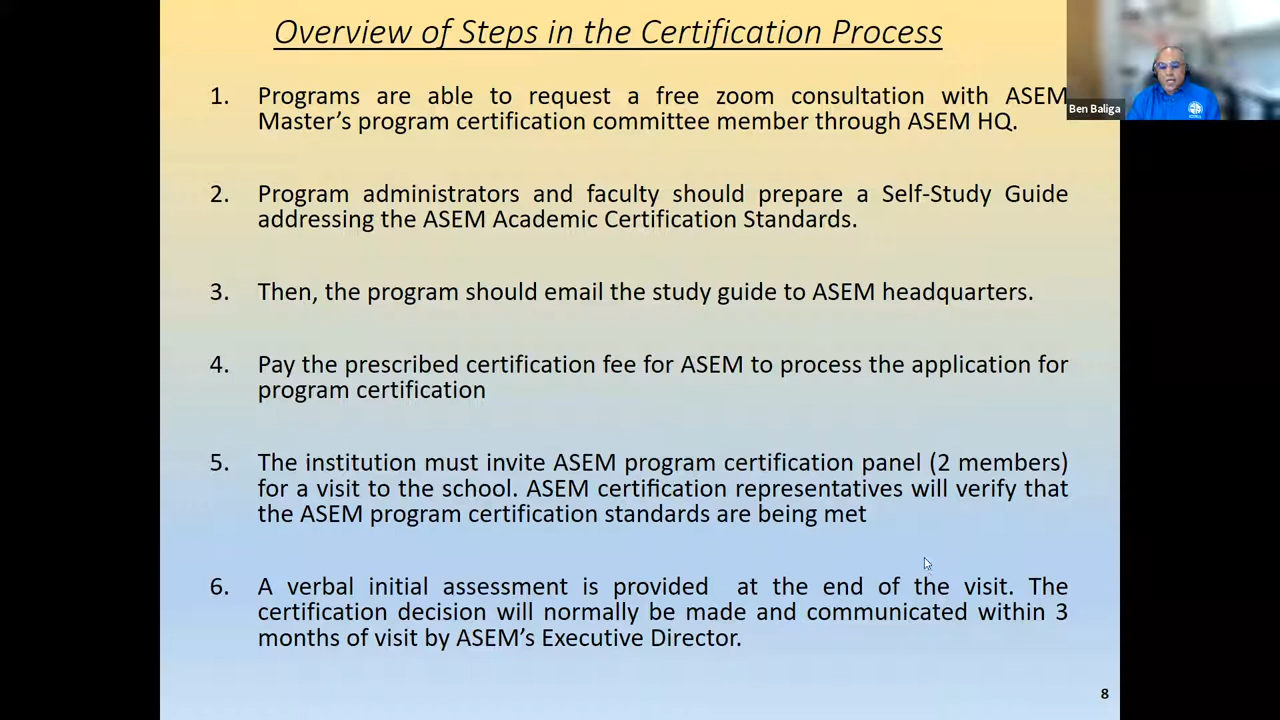 Overview of Steps in the Certification Process
1. Programs are able to request a free zoom consultation with ASEM
Master's program certification committee member through ASEM HQ.
Ben Baliga
2. Program administrators and faculty should prepare a Self-Study Guide
addressing the ASEM Academic Certification Standards.
3. Then, the program should email the study guide to ASEM headquarters.
4. Pay the prescribed certification fee for ASEM to process the application for
program certification
5. The institution must invite ASEM program certification panel (2 members)
for a visit to the school. ASEM certification representatives will verify that
the ASEM program certification standards are being met
6. A verbal initial assessment is provided at the end of the visit. The
certification decision will normally be made and communicated within 3
months of visit by ASEM's Executive Director.
8